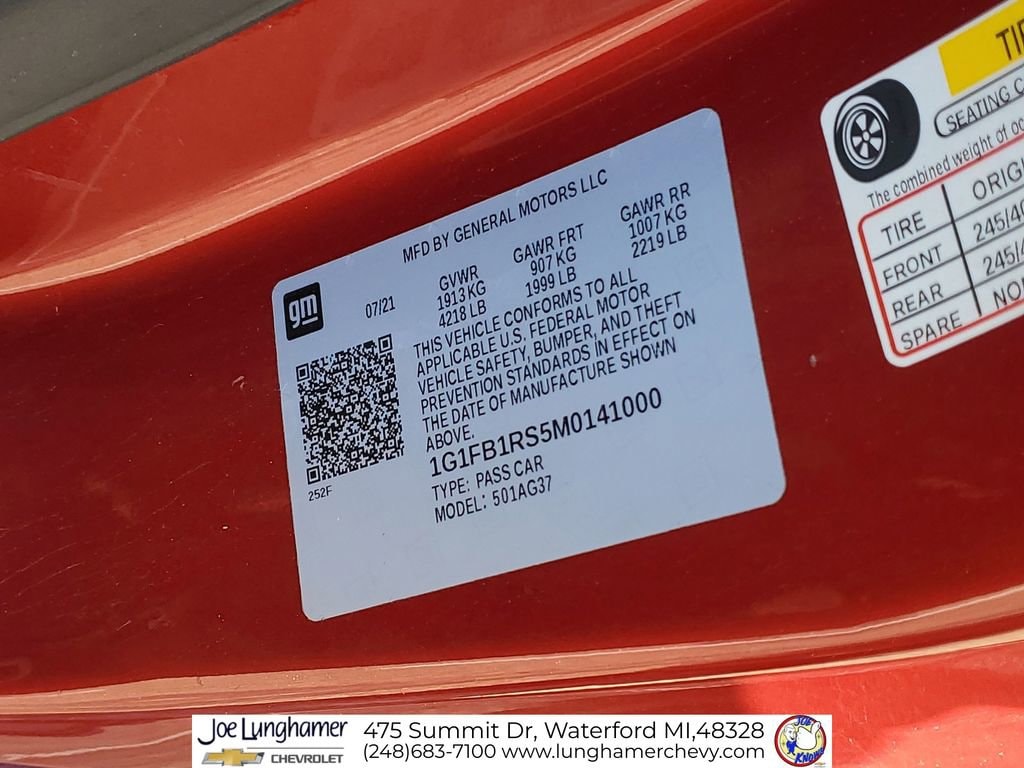 MFD BY GENERAL MOTORS LLC
gm
07/21
GVWR
1913 KG
4218 LB
GAWR FRT
907 KG
1999 LB
GAWR RR
1007 KG
2219 LB
THIS VEHICLE CONFORMS TO ALL
APPLICABLE U.S. FEDERAL MOTOR
VEHICLE SAFETY, BUMPER, AND THEFT
PREVENTION STANDARDS IN EFFECT ON
THE DATE OF MANUFACTURE SHOWN
ABOVE.
1G1FB1RS5M0141000
TYPE: PASS CAR
MODEL: 501AG37
252F
SEATING
The combined weight of
TIRE
FRONT
REAR
SPARE
JOE LUNGHAMER
CHEVROLET
475 Summit Dr, Waterford MI,48328
(248)683-7100 www.lunghamerchevy.com
JOE
KNOWS